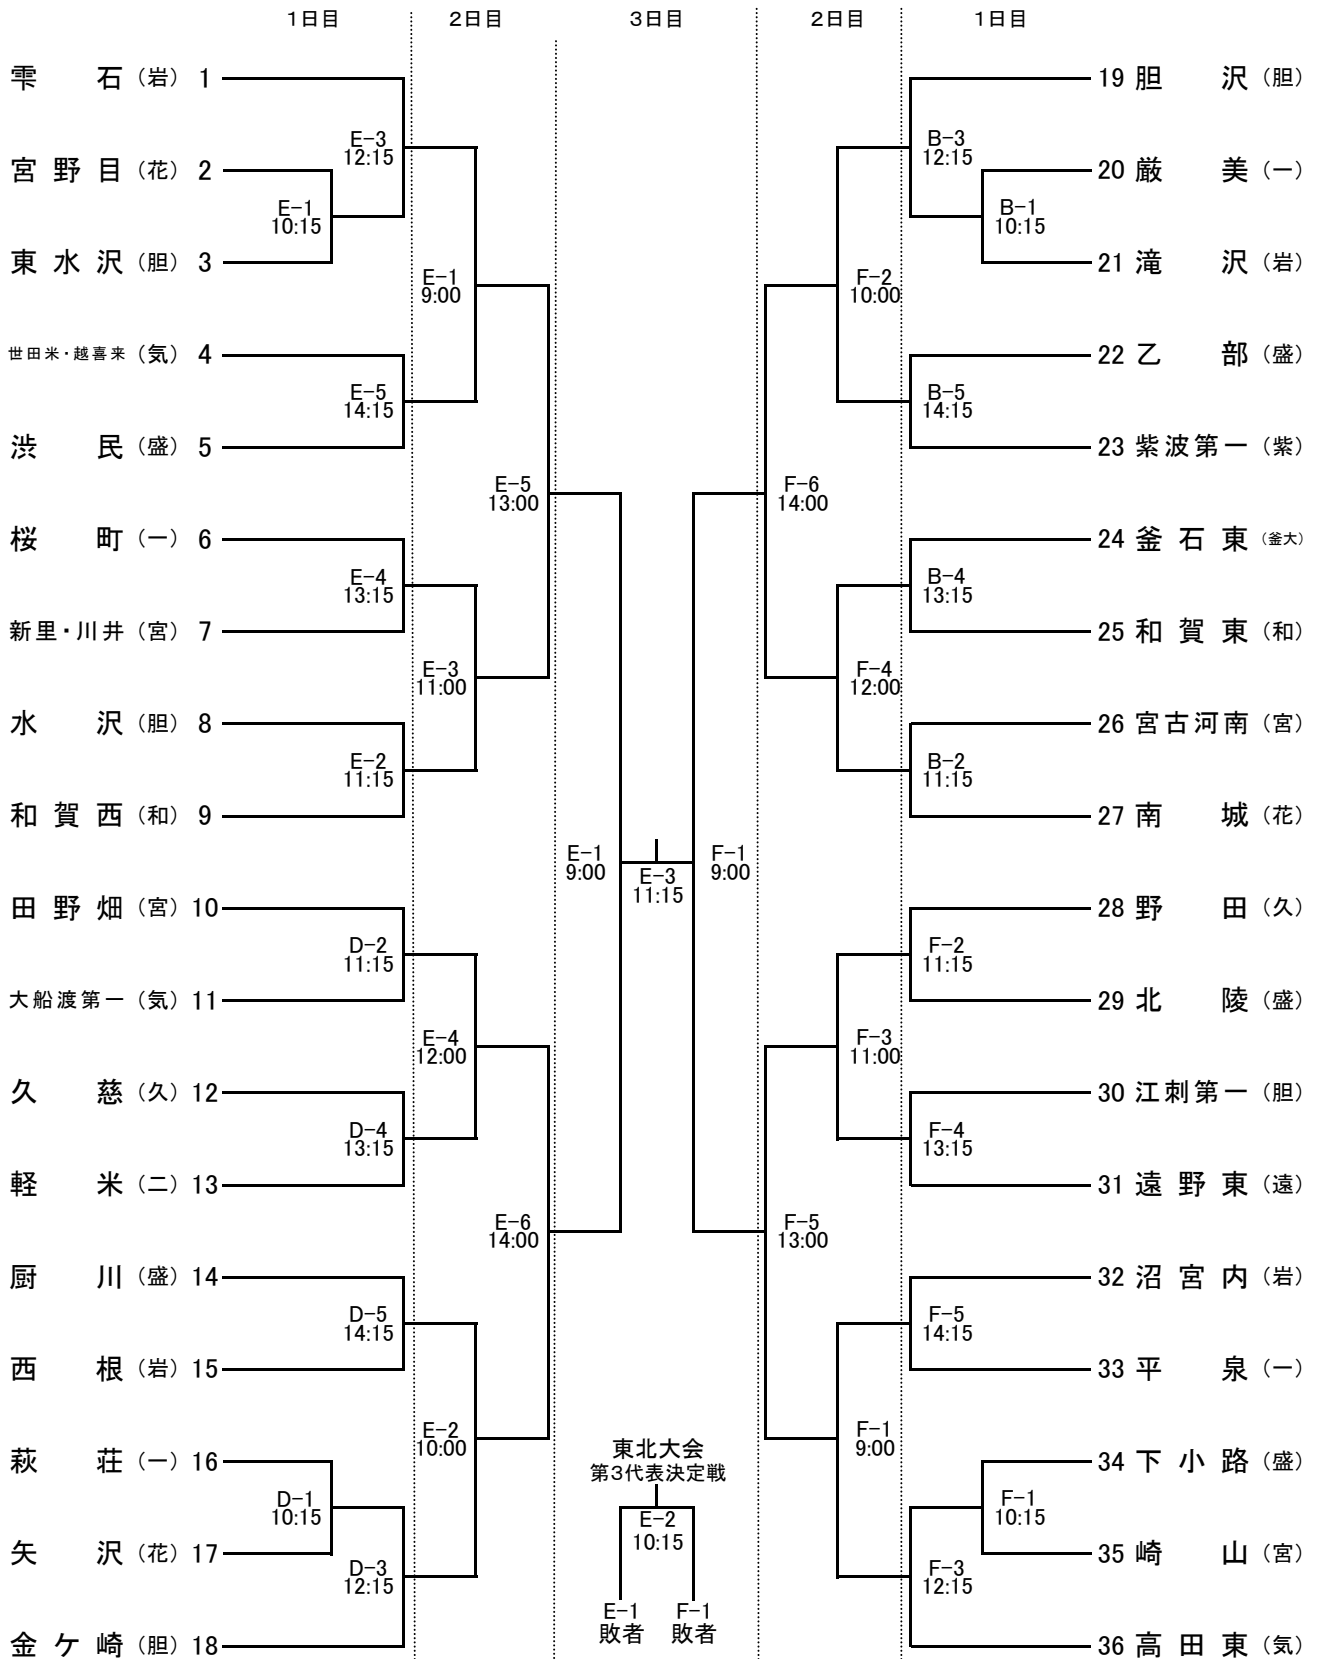 1日目 2日目 3日目 2日目 1日目
雫石（岩） 1
E-3
12:15
宮野目（花） 2
E-1
10:15
東水沢（胆） 3
E-1
9:00
世田米・越喜来（気） 4
E-5
14:15
渋民（盛） 5
E-5
13:00
桜町（一） 6
E-4
13:15
新里・川井（宮） 7
E-3
11:00
水沢（胆） 8
E-2
11:15
和賀西（和） 9
E-1
9:00
田野畑（宮） 10
D-2
11:15
大船渡第一（気） 11
E-4
12:00
久慈（久） 12
D-4
13:15
軽米（二） 13
E-6
14:00
厨川（盛） 14
D-5
14:15
西根（岩） 15
E-2
10:00
萩荘（一） 16
D-1
10:15
矢沢（花） 17
D-3
12:15
金ケ崎（胆） 18
E-3
11:15
東北大会
第3代表決定戦
E-2
10:15
E-1 F-1
敗者 敗者
19 胆沢（胆）
B-3
12:15
20 厳美（一）
B-1
10:15
21 滝沢（岩）
F-2
10:00
22 乙部（盛）
B-5
14:15
23 紫波第一（紫）
F-6
14:00
24 釜石東（釜大）
B-4
13:15
25 和賀東（和）
F-4
12:00
26 宮古河南（宮）
B-2
11:15
27 南城（花）
F-1
9:00
28 野田（久）
F-2
11:15
29 北陵（盛）
F-3
11:00
30 江刺第一（胆）
F-4
13:15
31 遠野東（遠）
F-5
13:00
32 沼宮内（岩）
F-5
14:15
33 平泉（一）
F-1
9:00
34 下小路（盛）
F-1
10:15
35 崎山（宮）
F-3
12:15
36 高田東（気）